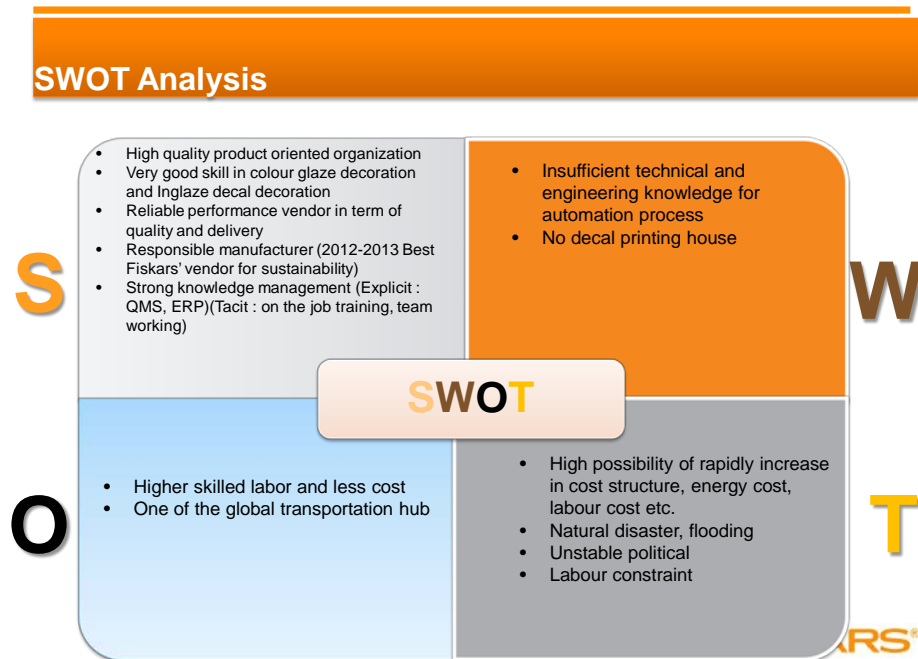 SWOT Analysis
• High quality product oriented organization
• Very good skill in colour glaze decoration
and Inglaze decal decoration
• Reliable performance vendor in term of
quality and delivery
• Responsible manufacturer (2012-2013 Best
Fiskars' vendor for sustainability)
• Strong knowledge management (Explicit :
QMS, ERP)(Tacit : on the job training, team
working)
• Insufficient technical and
engineering knowledge for
automation process
• No decal printing house
S
W
SWOT
• Higher skilled labor and less cost
• One of the global transportation hub
• High possibility of rapidly increase
in cost structure, energy cost,
labour cost etc.
• Natural disaster, flooding
• Unstable political
• Labour constraint
O
T
ARS®